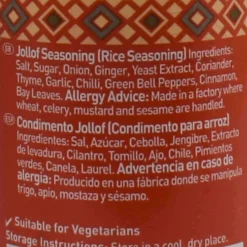 GB Jollof Seasoning (Rice Seasoning) Ingredients:
Salt, Sugar, Onion, Ginger, Yeast Extract, Coriander,
Thyme, Garlic, Chilli, Green Bell Peppers, Cinnamon,
Bay Leaves. Allergy Advice: Made in a factory where
wheat, celery, mustard and sesame are handled.
ESP Condimento Jollof (Condimento para arroz)
Ingredientes: Sal, Azúcar, Cebolla, Jengibre, Extracto
de levadura, Cilantro, Tomillo, Ajo, Chile, Pimientos
verdes, Canela, Laurel. Advertencia en caso de
alergia: Producido en una fábrica donde se manipula
trigo, apio, mostaza y sésamo.
✓ Suitable for Vegetarians
Storage Instructions: Store in a cool, dry place.